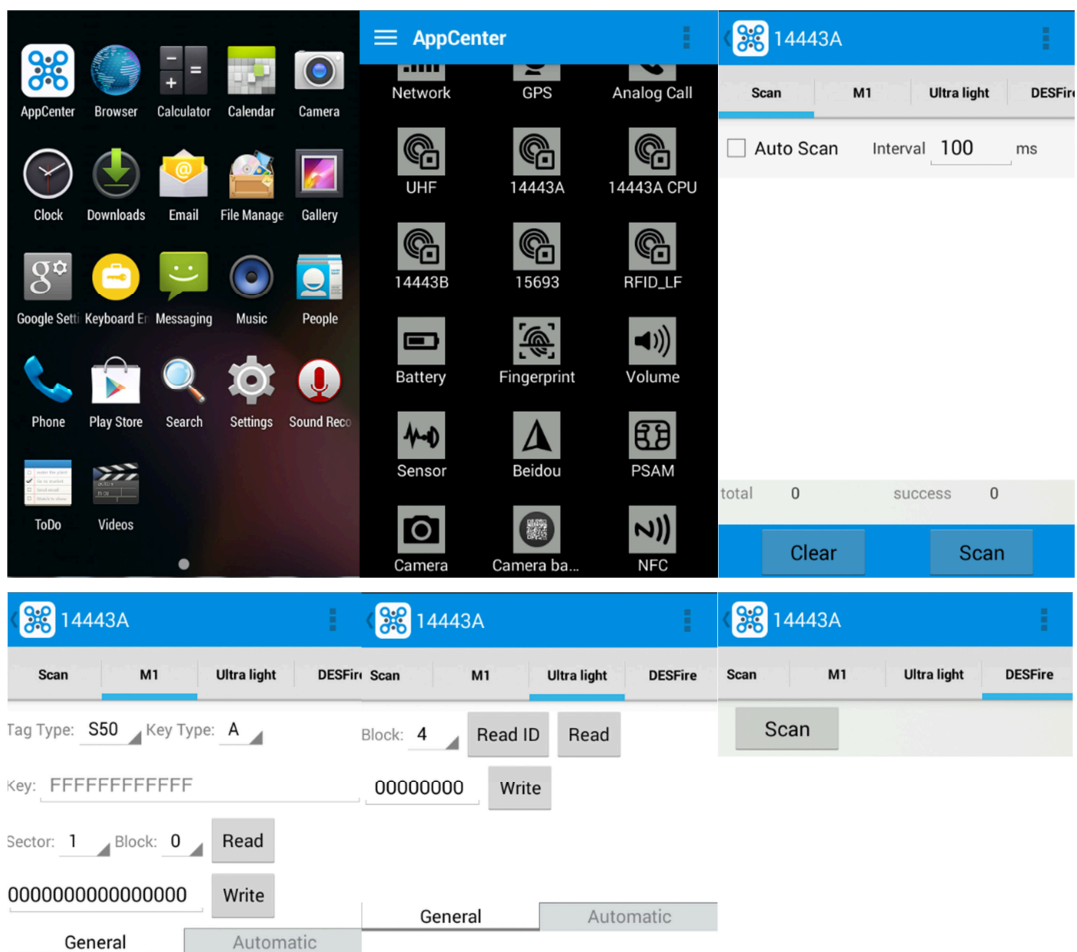 AppCenter Browser Calculator Calendar Camera
Clock Downloads Email File Manage Gallery
Google Setti Keyboard En Messaging Music People
Phone Play Store Search Settings Sound Reco
ToDo Videos
AppCenter
Network GPS Analog Call
UHF 14443A 14443A CPU
14443B 15693 RFID_LF
Battery Fingerprint Volume
Sensor Beidou PSAM
Camera Camera ba... NFC
14443A
Scan M1 Ultra light DESFire
Auto Scan Interval 100 ms
total 0 success 0
Clear Scan
14443A
Scan M1 Ultra light DESFire
Tag Type: S50 Key Type: A
Key: FFFFFFFFFFFF
Sector: 1 Block: 0 Read
0000000000000000 Write
General Automatic
14443A
Scan M1 Ultra light DESFire
Block: 4 Read ID Read
00000000 Write
General Automatic
14443A
Scan M1 Ultra light DESFire
Scan